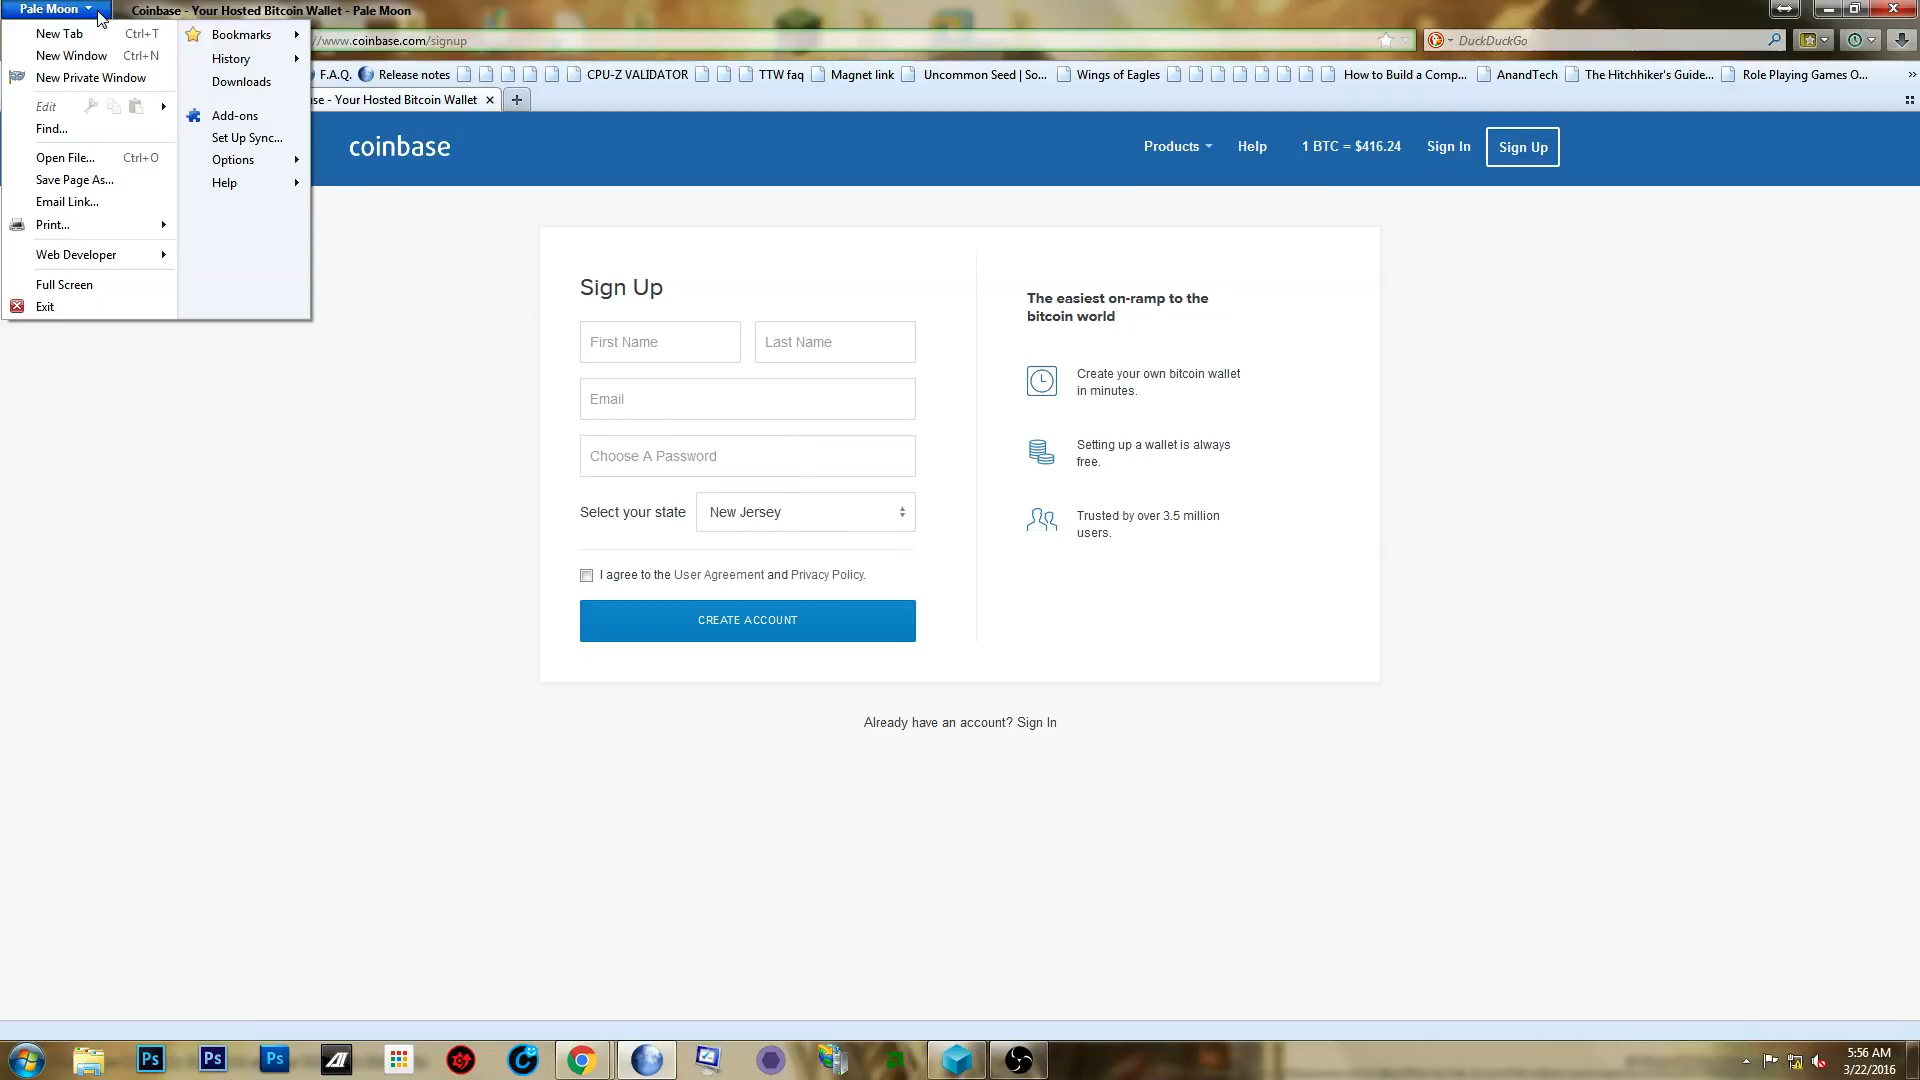 Pale Moon
Coinbase - Your Hosted Bitcoin Wallet - Pale Moon
New Tab Ctrl+T
New Window Ctrl+N
New Private Window
Edit
Find...
Open File... Ctrl+O
Save Page As...
Email Link...
Print...
Web Developer
Full Screen
Exit
Bookmarks
History
Downloads
Add-ons
Set Up Sync...
Options
Help
//www.coinbase.com/signup
DuckDuckGo
F.A.Q. Release notes CPU-Z VALIDATOR TTW faq Magnet link Uncommon Seed | So... Wings of Eagles How to Build a Comp... AnandTech The Hitchhiker's Guide... Role Playing Games O... »
se - Your Hosted Bitcoin Wallet
coinbase
Products Help 1 BTC = $416.24 Sign In Sign Up
Sign Up
First Name Last Name
Email
Choose A Password
Select your state New Jersey
I agree to the User Agreement and Privacy Policy.
CREATE ACCOUNT
The easiest on-ramp to the
bitcoin world
Create your own bitcoin wallet
in minutes.
Setting up a wallet is always
free.
Trusted by over 3.5 million
users.
Already have an account? Sign In
Ps Ps Ps
5:56 AM
3/22/2016